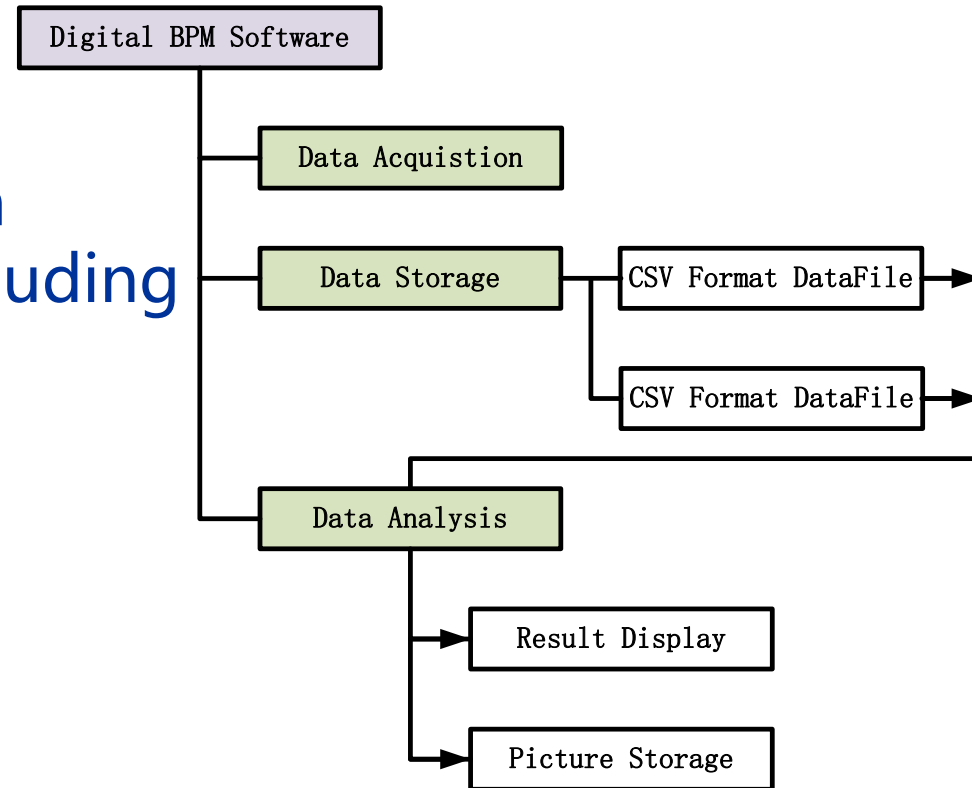 Digital BPM Software
Data Acquistion
uding
Data Storage
CSV Format DataFile
CSV Format DataFile
Data Analysis
Result Display
Picture Storage